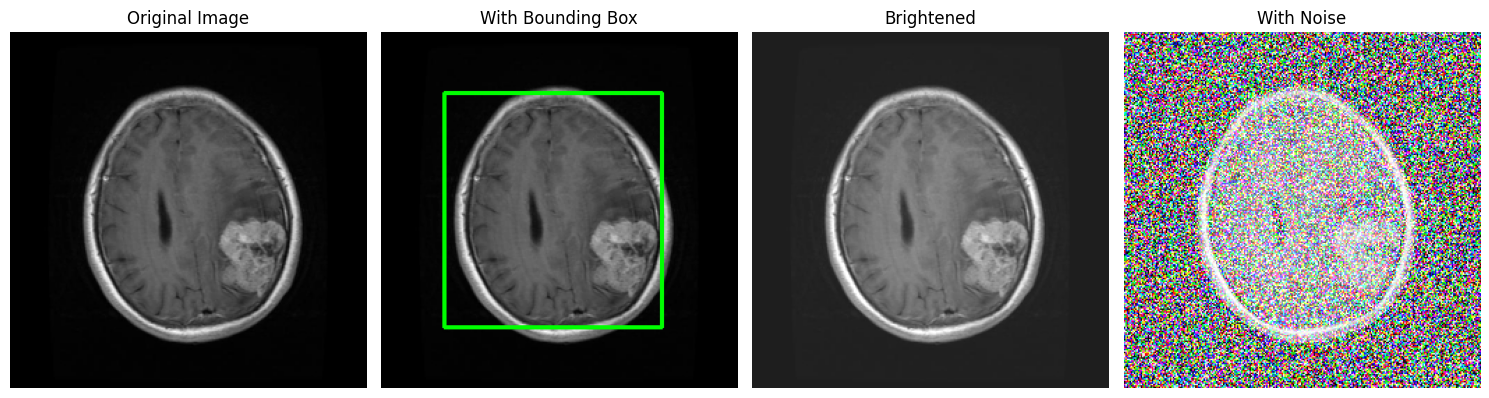 Original Image
With Bounding Box
Brightened
With Noise